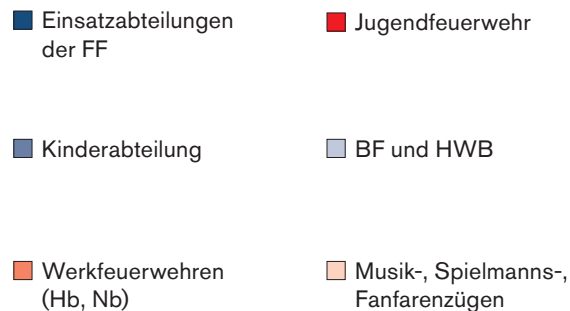 Einsatzabteilungen
der FF
Jugendfeuerwehr
Kinderabteilung
BF und HWB
Werkfeuerwehren
(Hb, Nb)
Musik-, Spielmanns-,
Fanfarenzügen